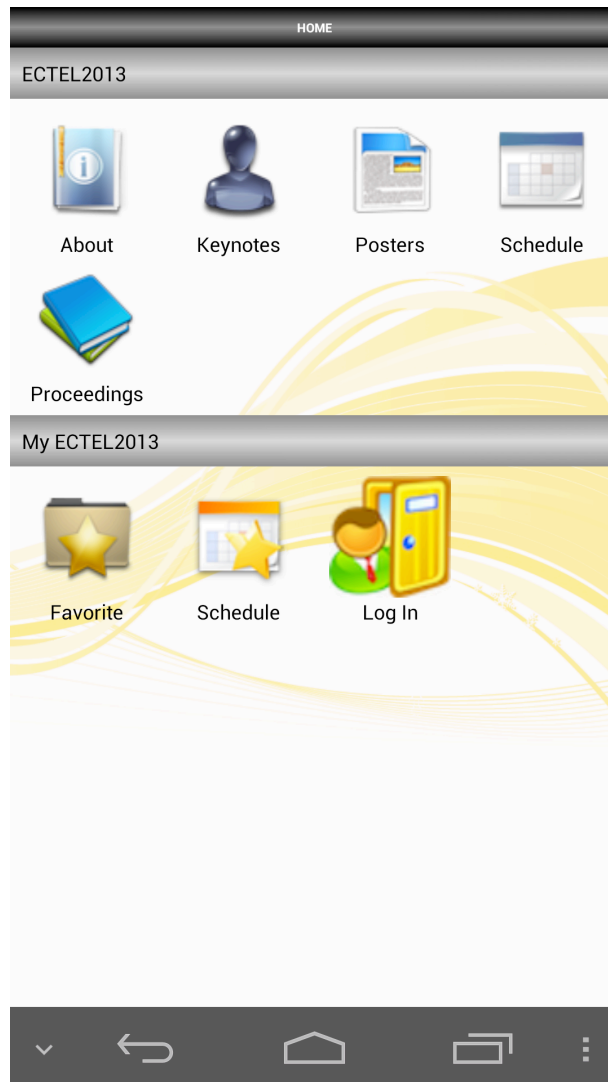 HOME
ECTEL2013
About Keynotes Posters Schedule
Proceedings
My ECTEL2013
Favorite Schedule Log In